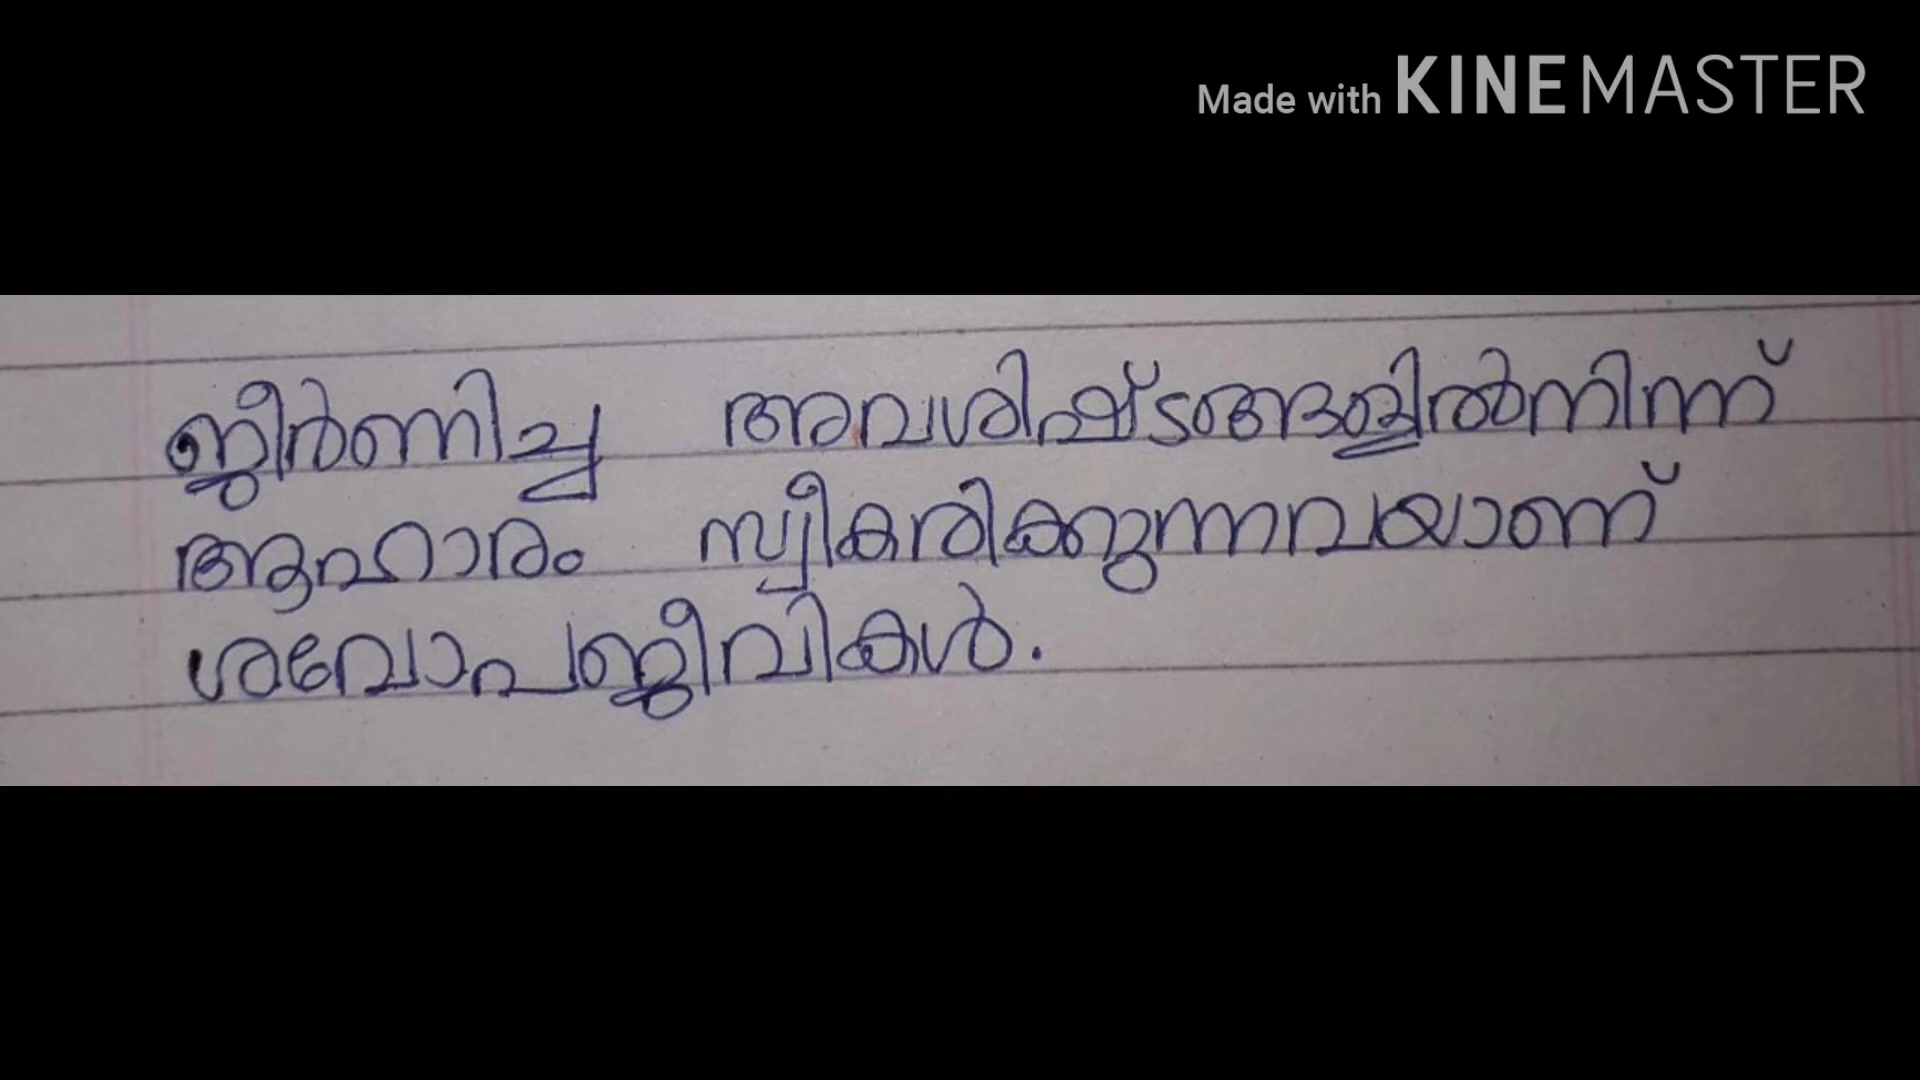 Made with KINEMASTER
ജീർണിച്ച അവശിഷ്ടങ്ങളിൽനിന്ന്
ആഹാരം സ്വീകരിക്കുന്നവയാണ്
ശവോപജീവികൾ.